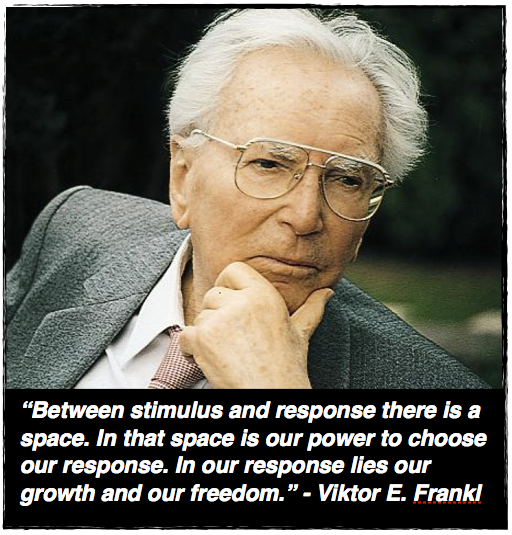 “Between stimulus and response there is a
space. In that space is our power to choose
our response. In our response lies our
growth and our freedom.” - Viktor E. Frankl